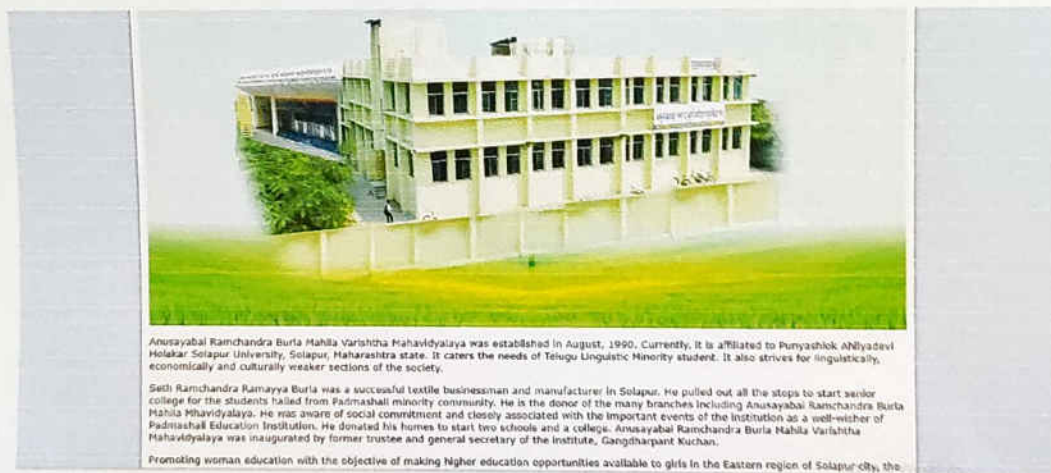 Anusayabai Ramchandra Burla Mahila Varishtha Mahavidyalaya was established in August, 1990. Currently, it is affiliated to Punyashlok Ahilyadevi
Holakar Solapur University, Solapur, Maharashtra state. It caters the needs of Telugu Linguistic Minority student. It also strives for linguistically,
economically and culturally weaker sections of the society.
Seth Ramchandra Ramayya Burla was a successful textile businessman and manufacturer in Solapur. He pulled out all the stops to start senior
college for the students hailed from Padmashali minority community. He is the donor of the many branches including Anusayabai Ramchandra Burla
Mahila Mhavidyalaya. He was aware of social commitment and closely associated with the important events of the institution as a well-wisher of
Padmashali Education Institution. He donated his homes to start two schools and a college. Anusayabai Ramchandra Burla Mahila Varishtha
Mahavidyalaya was inaugurated by former trustee and general secretary of the institute, Gangdharpant Kuchan.
Promoting woman education with the objective of making higher education opportunities available to girls in the Eastern region of Solapur city, the